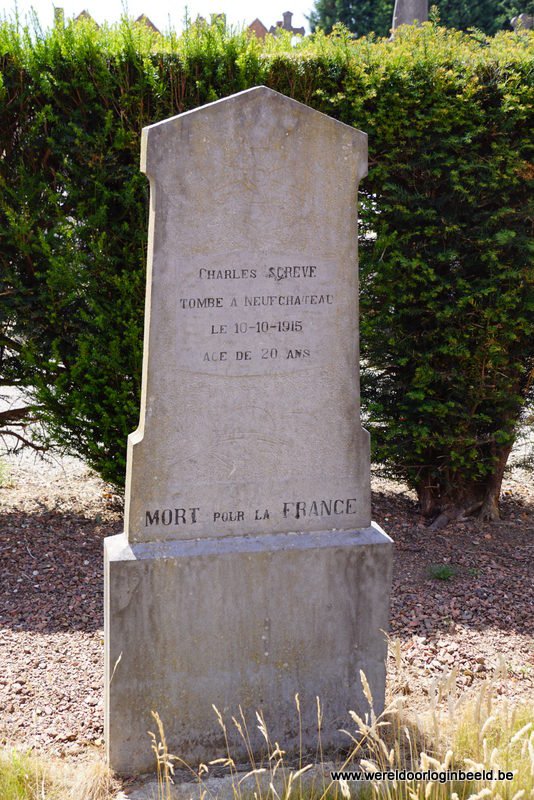 CHARLES SCREVE
TOMBE A NEUFCHATEAU
LE 10-10-1915
AGE DE 20 ANS
MORT POUR LA FRANCE
www.wereldoorloginbeeld.be